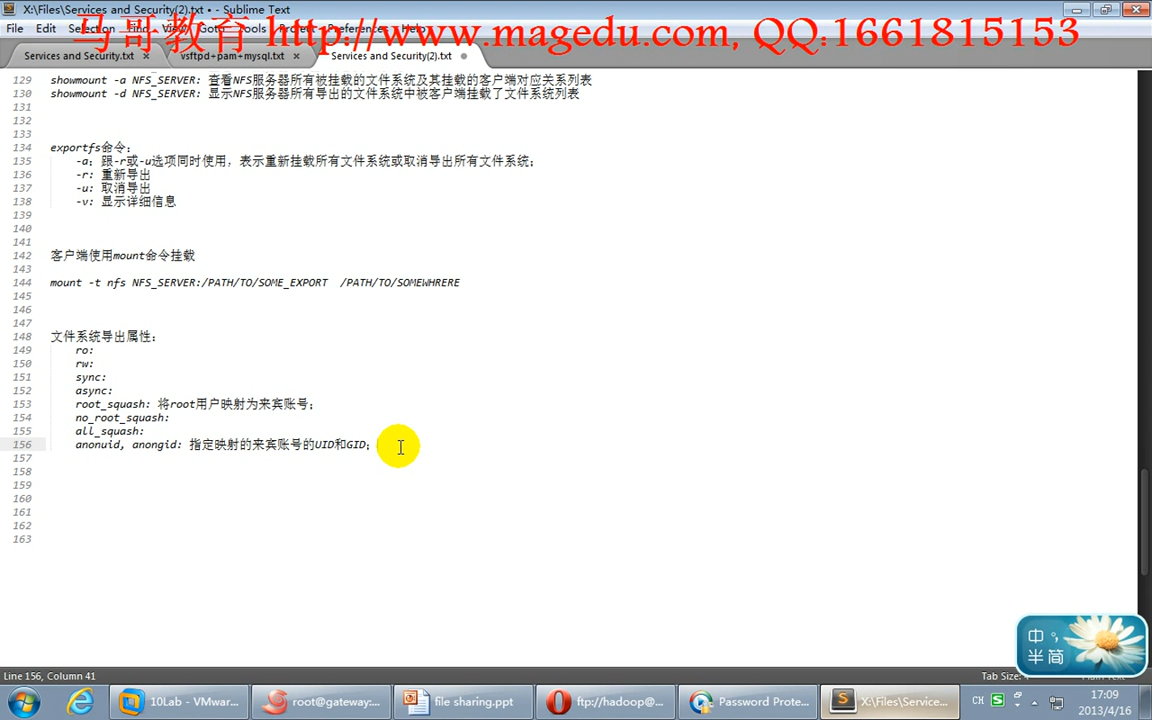 X:\Files\Services and Security(2).txt • - Sublime Text
File Edit Selection Find View Goto Tools Project Preferences Help
马哥教育 http://www.magedu.com, QQ:1661815153
Services and Security.txt × vsftpd+pam+mysql.txt × Services and Security(2).txt
129 showmount -a NFS_SERVER: 查看NFS服务器所有被挂载的文件系统及其挂载的客户端对应关系列表
130 showmount -d NFS_SERVER: 显示NFS服务器所有导出的文件系统中被客户端挂载了文件系统列表
131
132
133
134 exportfs命令:
135 -a: 跟-r或-u选项同时使用，表示重新挂载所有文件系统或取消导出所有文件系统;
136 -r: 重新导出
137 -u: 取消导出
138 -v: 显示详细信息
139
140
141
142 客户端使用mount命令挂载
143
144 mount -t nfs NFS_SERVER:/PATH/TO/SOME_EXPORT /PATH/TO/SOMEWHRERE
145
146
147
148 文件系统导出属性:
149 ro:
150 rw:
151 sync:
152 async:
153 root_squash: 将root用户映射为来宾账号;
154 no_root_squash:
155 all_squash:
156 anonuid, anongid: 指定映射的来宾账号的UID和GID;
157
158
159
160
161
162
163
中 °,
半 简
Line 156, Column 41 Tab Size: Plain Text
10Lab - VMwar... root@gateway:... file sharing.ppt ftp://hadoop@... Password Prote... X:\Files\Service... CH 17:09
2013/4/16